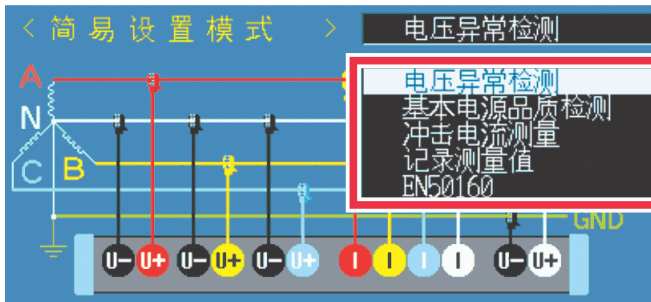 < 简易设置模式 >
电压异常检测
电压异常检测
基本电源品质检测
冲击电流测量
记录测量值
EN50160
A
N
C
B
GND
U- U+ U- U+ U- U+ I I I I U- U+